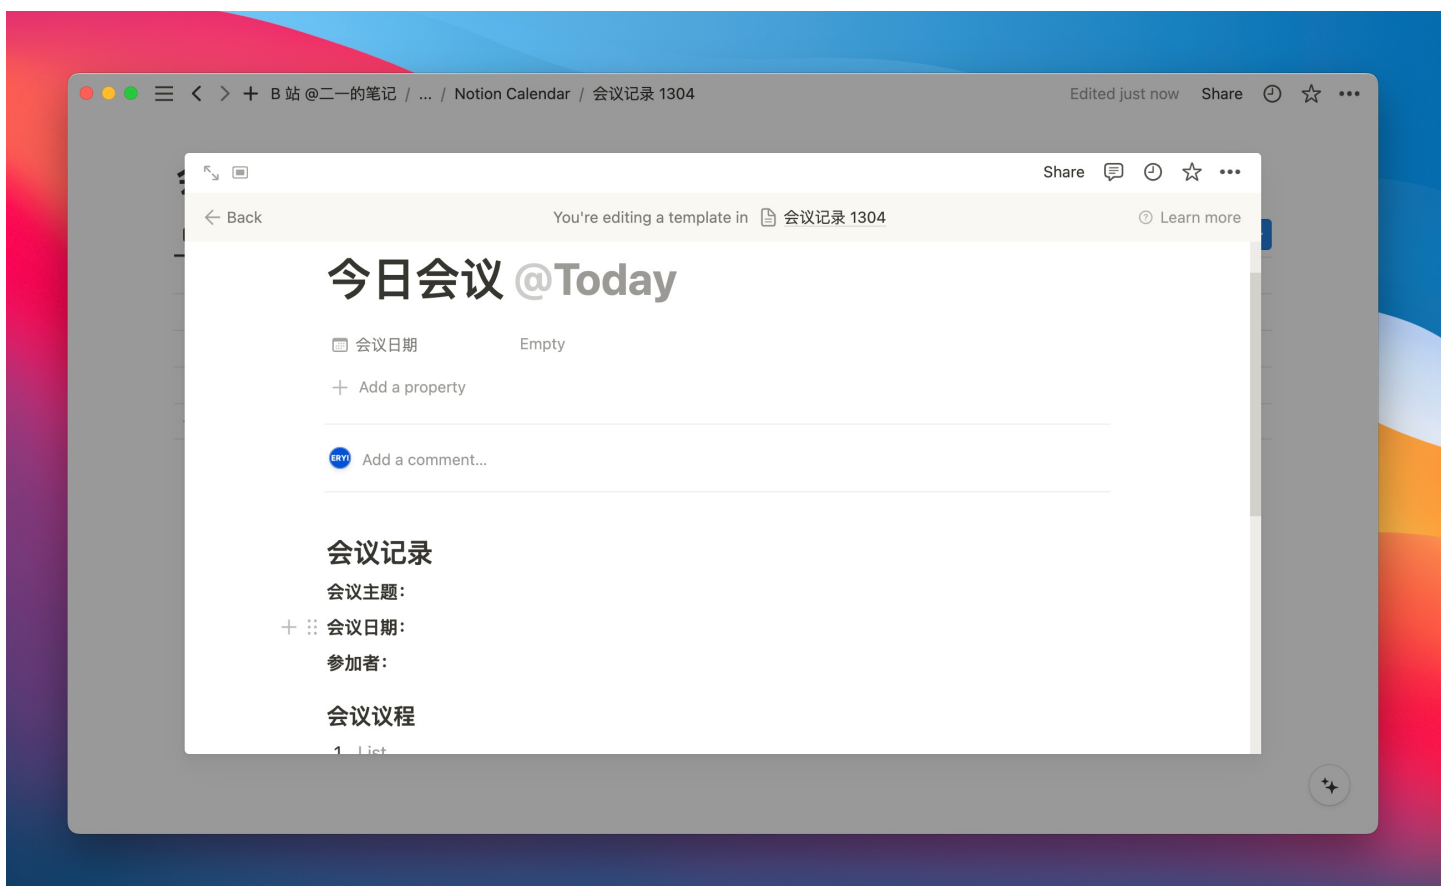 B 站 @二一的笔记 / ... / Notion Calendar / 会议记录 1304
Edited just now Share
Share
Back
You're editing a template in 会议记录 1304
Learn more
今日会议 @Today
会议日期 Empty
Add a property
ERYI Add a comment...
会议记录
会议主题：
会议日期：
参加者：
会议议程
1. List